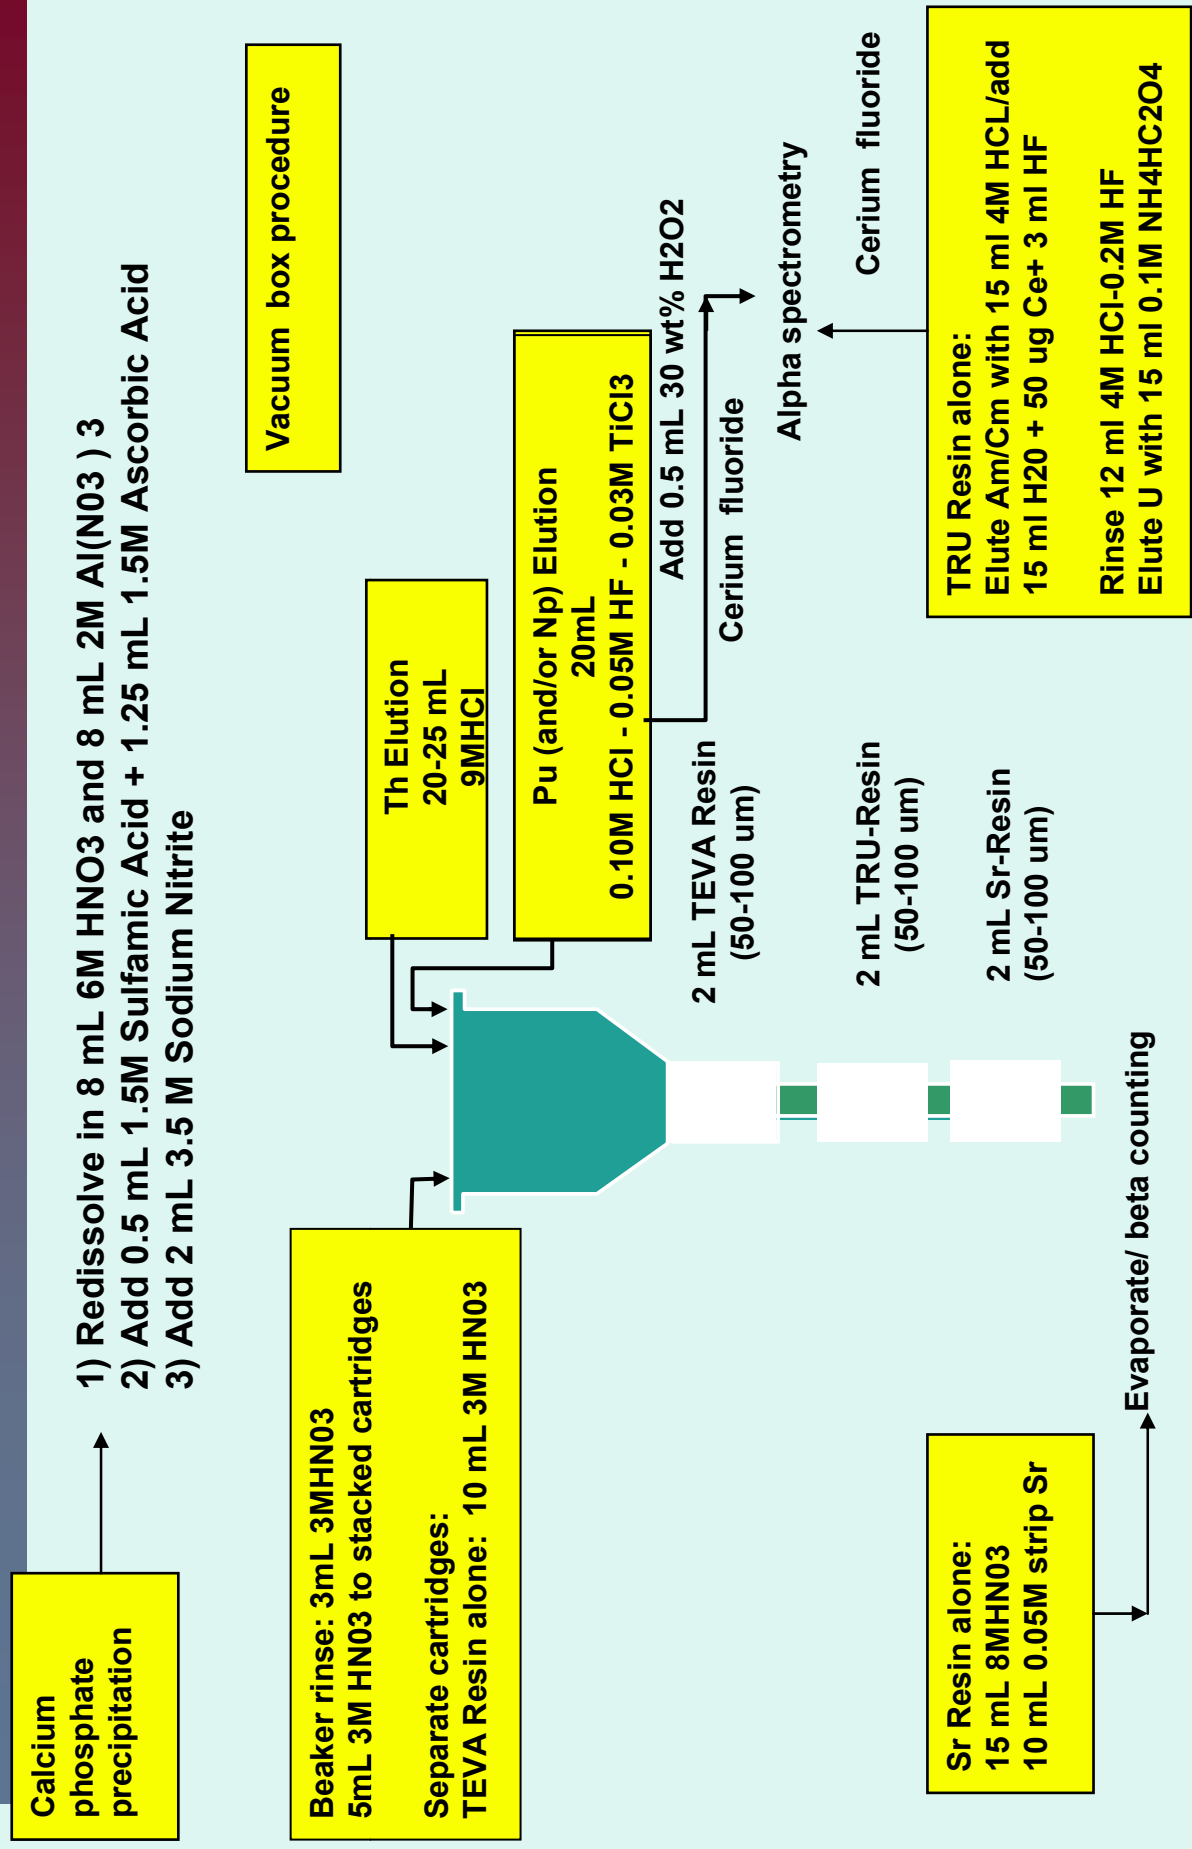 Calcium
phosphate
precipitation
1) Redissolve in 8 mL 6M HNO3 and 8 mL 2M Al(N03 ) 3
2) Add 0.5 mL 1.5M Sulfamic Acid + 1.25 mL 1.5M Ascorbic Acid
3) Add 2 mL 3.5 M Sodium Nitrite
Vacuum box procedure
Beaker rinse: 3mL 3MHN03
5mL 3M HN03 to stacked cartridges
Separate cartridges:
TEVA Resin alone: 10 mL 3M HN03
Th Elution
20-25 mL
9MHCl
Pu (and/or Np) Elution
20mL
0.10M HCl - 0.05M HF - 0.03M TiCl3
Add 0.5 mL 30 wt% H2O2
Cerium fluoride
Alpha spectrometry
Cerium fluoride
2 mL TEVA Resin
(50-100 um)
2 mL TRU-Resin
(50-100 um)
2 mL Sr-Resin
(50-100 um)
Sr Resin alone:
15 mL 8MHN03
10 mL 0.05M strip Sr
Evaporate/ beta counting
TRU Resin alone:
Elute Am/Cm with 15 ml 4M HCL/add
15 ml H20 + 50 ug Ce+ 3 ml HF
Rinse 12 ml 4M HCl-0.2M HF
Elute U with 15 ml 0.1M NH4HC2O4